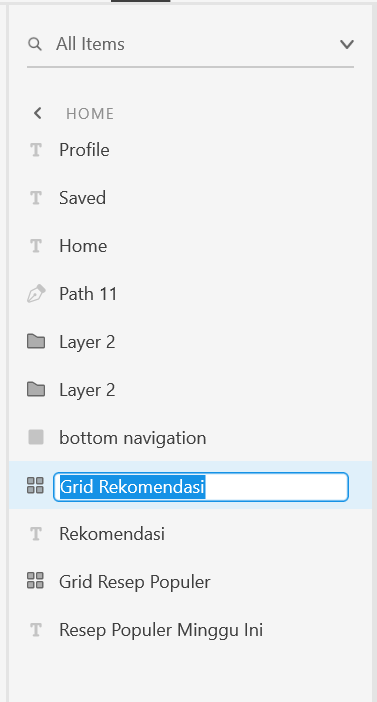 All Items
HOME
Profile
Saved
Home
Path 11
Layer 2
Layer 2
bottom navigation
Grid Rekomendasi
Rekomendasi
Grid Resep Populer
Resep Populer Minggu Ini